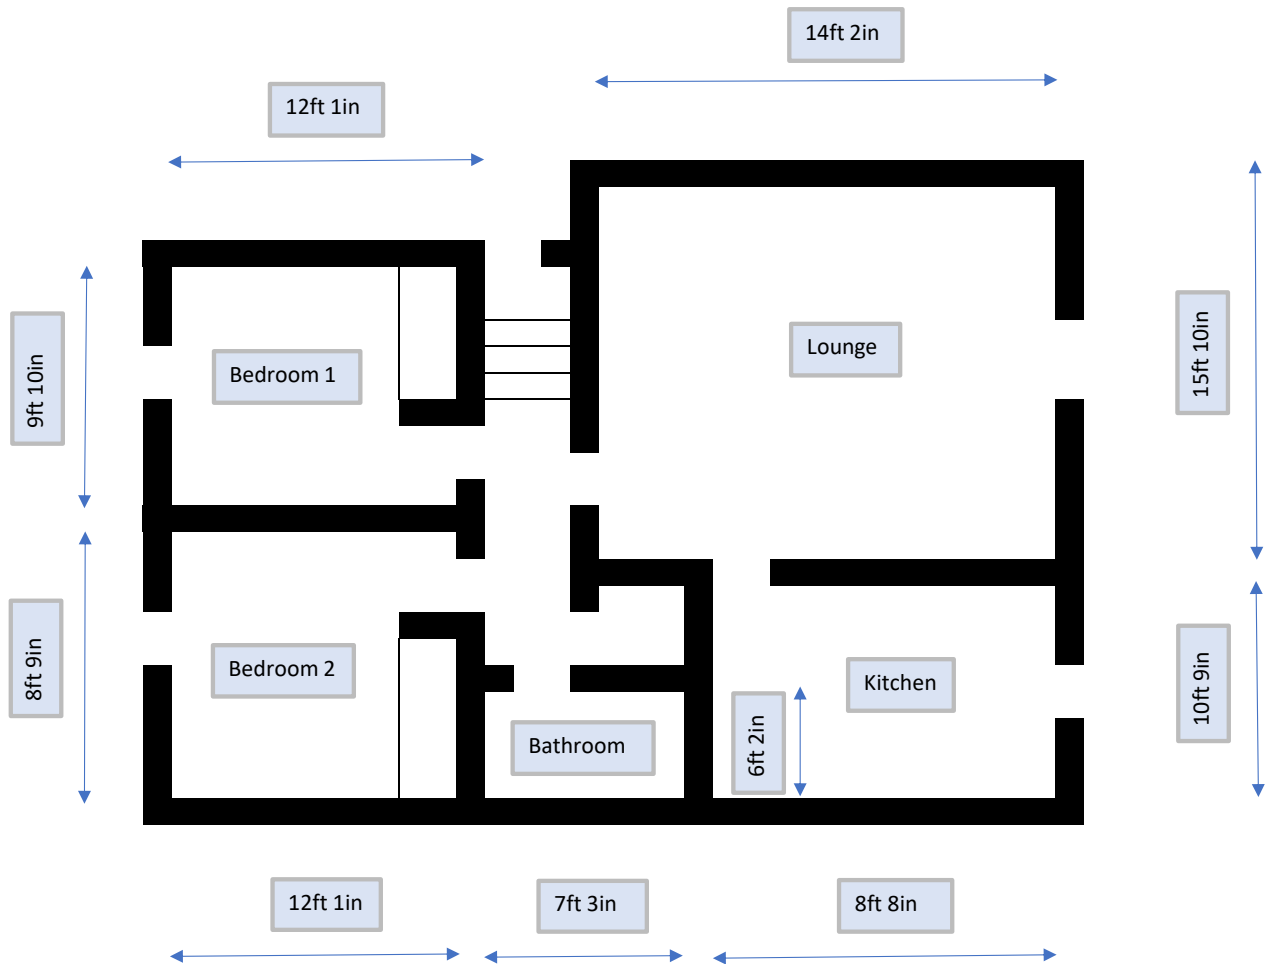 14ft 2in
12ft 1in
9ft 10in
Bedroom 1
Lounge
15ft 10in
8ft 9in
Bedroom 2
Bathroom
6ft 2in
Kitchen
10ft 9in
12ft 1in
7ft 3in
8ft 8in